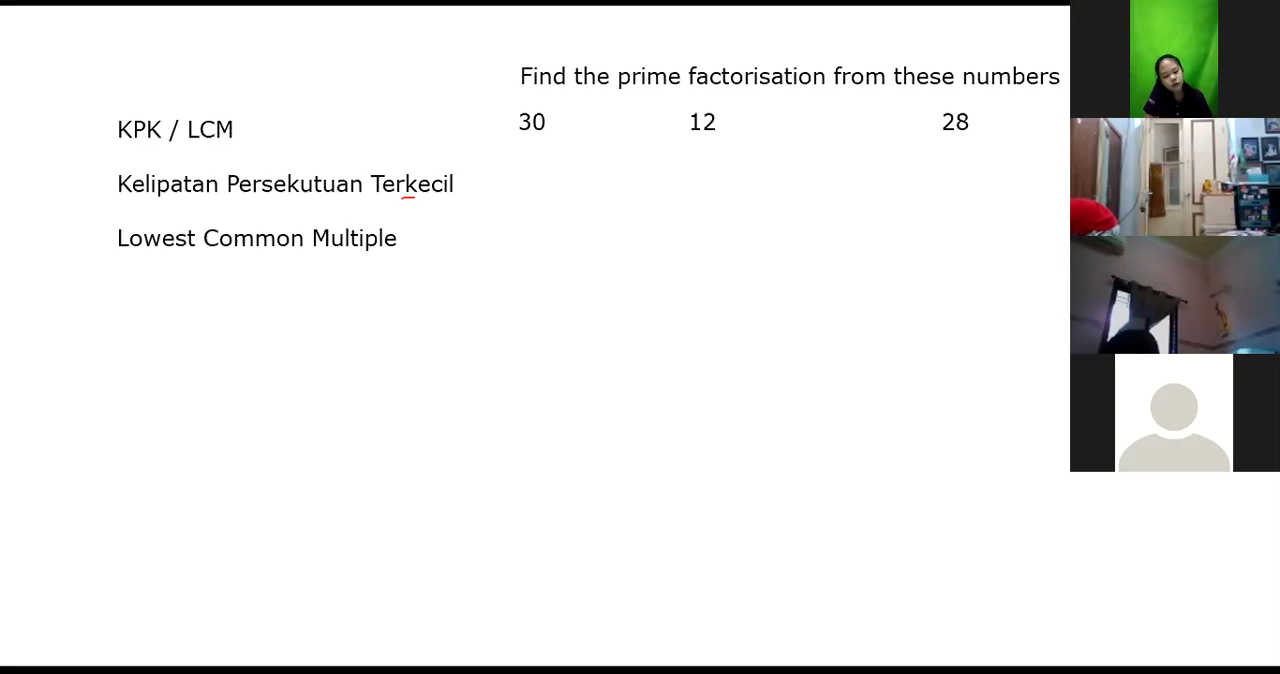 Find the prime factorisation from these numbers
30 12 28
KPK / LCM
Kelipatan Persekutuan Terkecil
Lowest Common Multiple